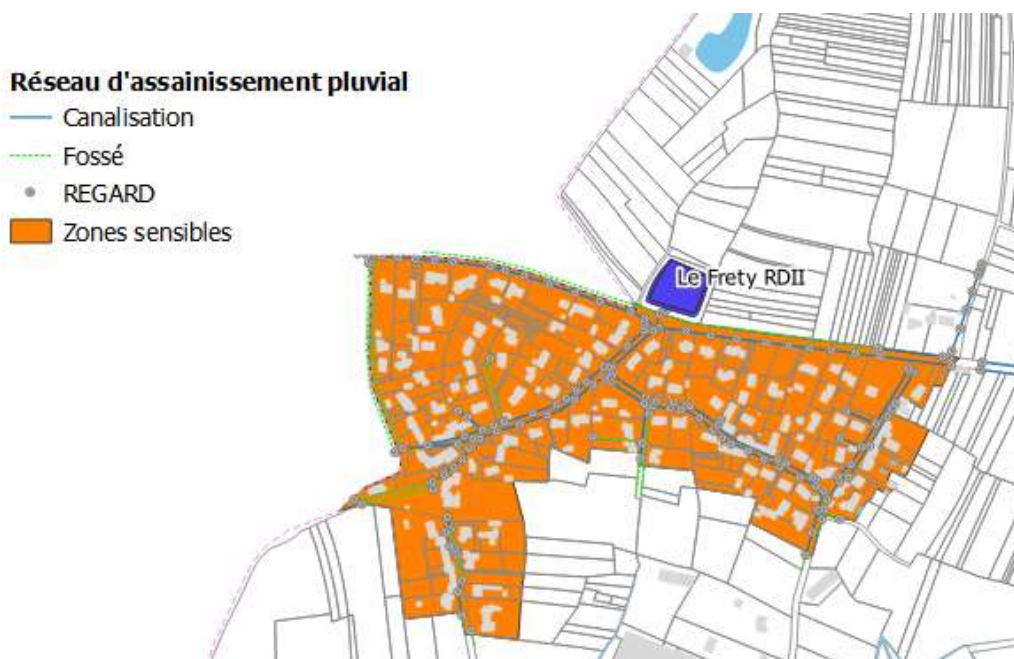 Réseau d'assainissement pluvial
Canalisation
Fossé
REGARD
Zones sensibles
Le Frety RDII